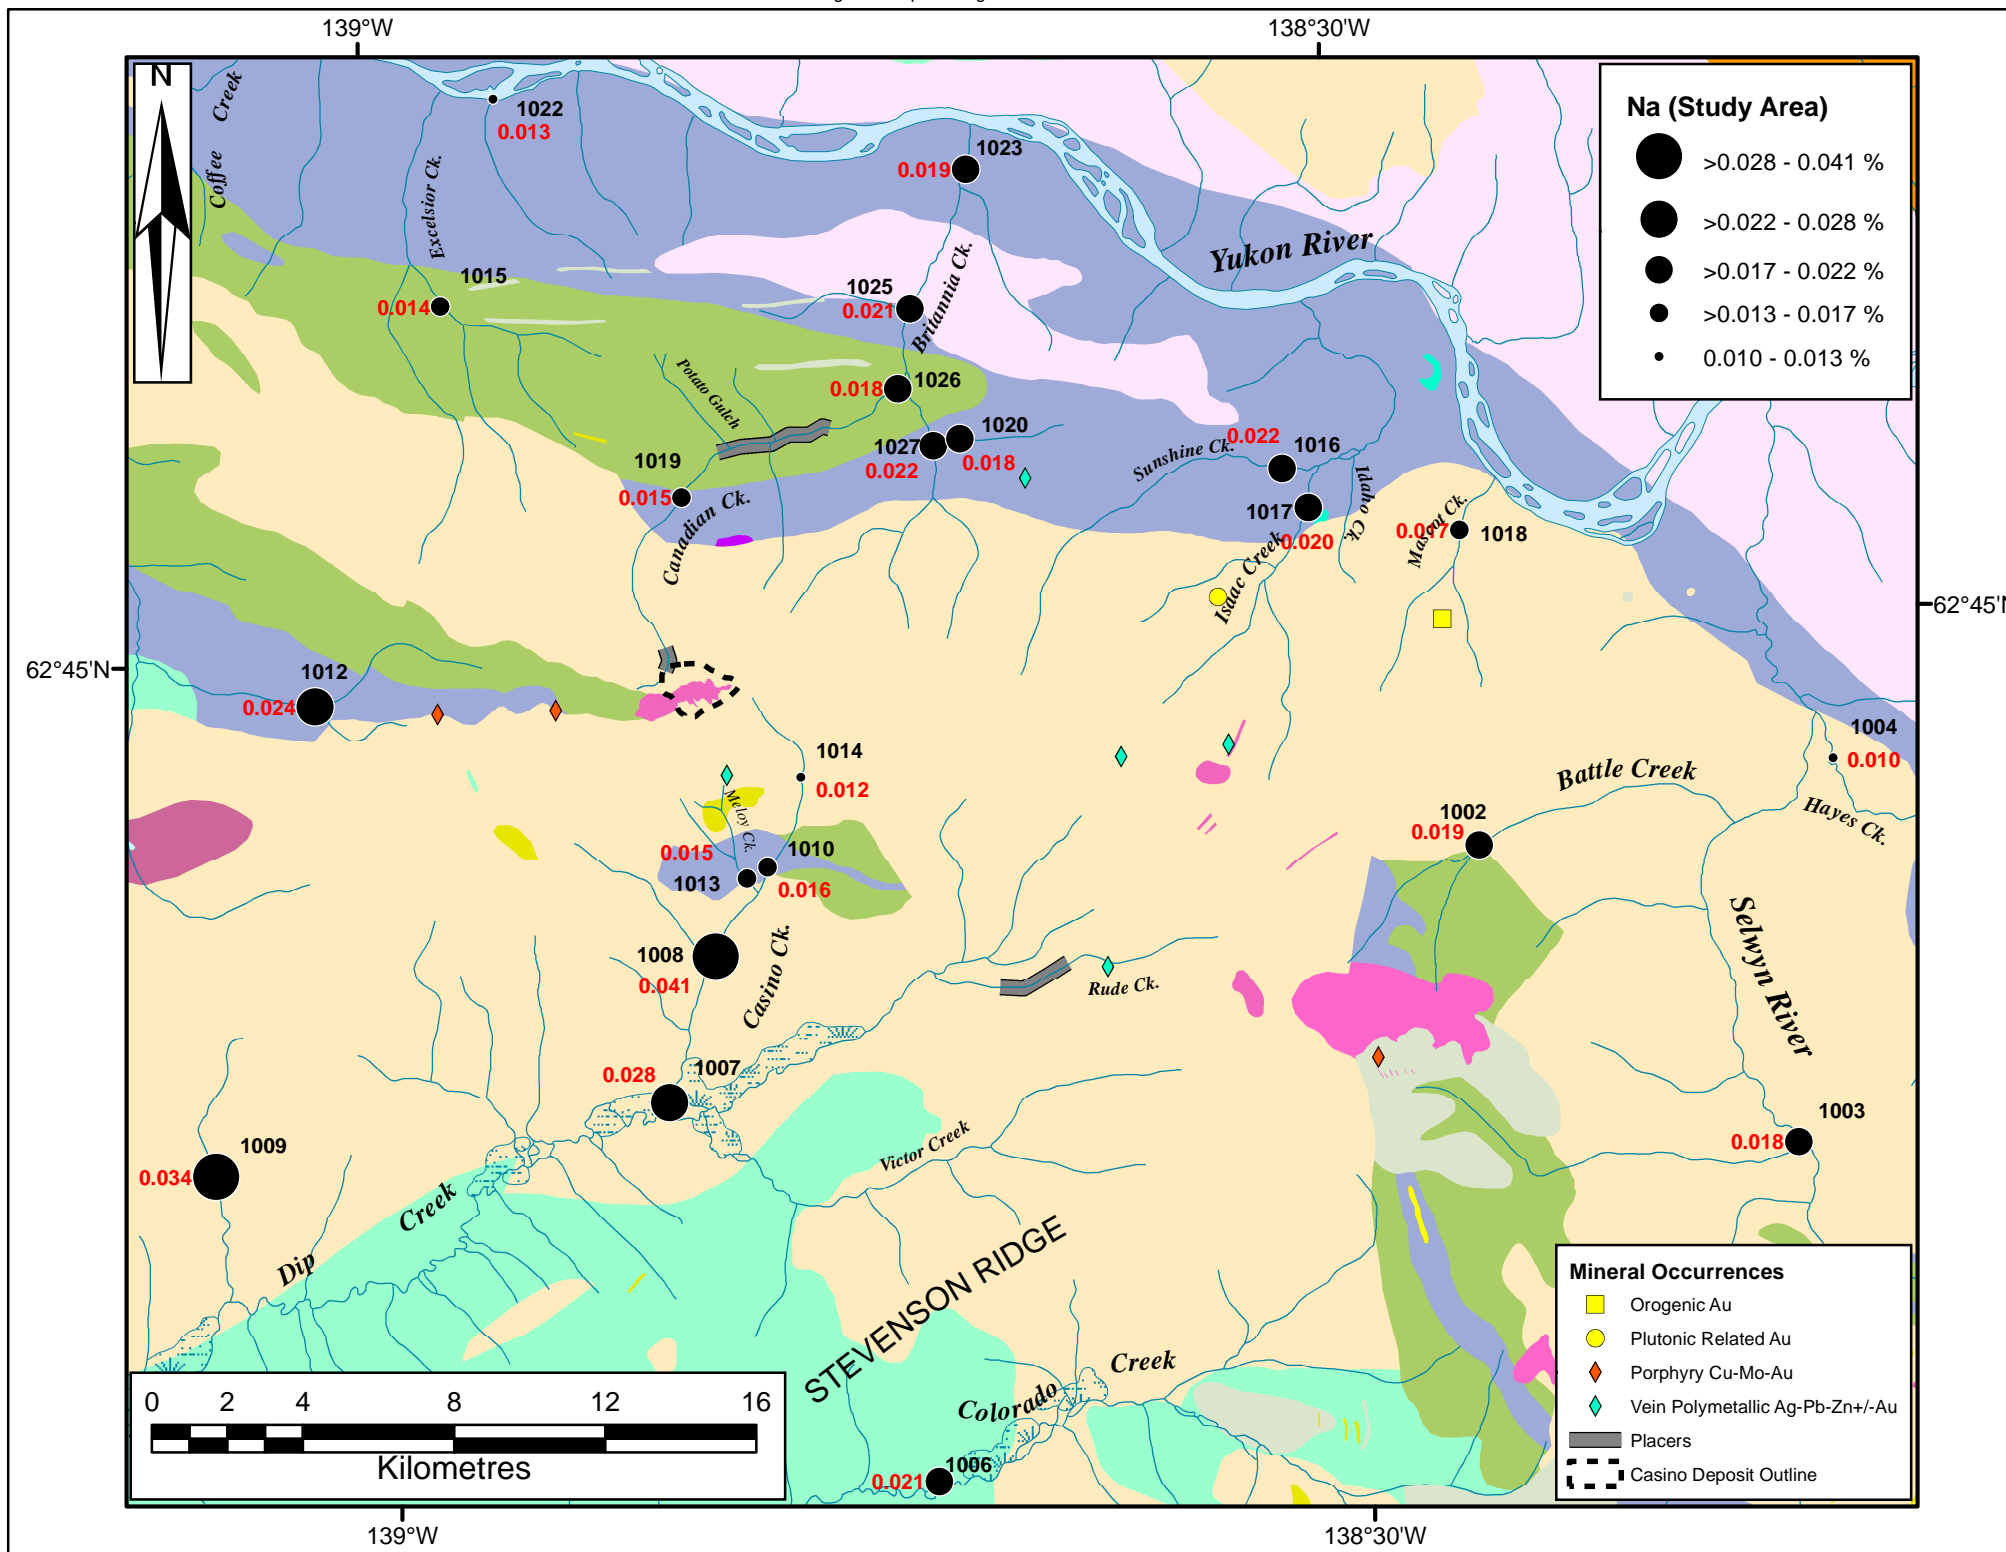 139°W
138°30'W
N
Coffee Creek
Excelsior Ck.
1022
0.013
1023
0.019
Yukon River
Na (Study Area)
>0.028 - 0.041 %
>0.022 - 0.028 %
>0.017 - 0.022 %
>0.013 - 0.017 %
0.010 - 0.013 %
1015
0.014
1025
0.021
Britannia Ck.
Potato Gulch
0.018
1026
1020
1027
0.022
0.018
0.022
1016
Sunshine Ck.
Idaho Ck.
1019
0.015
Canadian Ck.
1017
0.020
Isaac Creek
Mascot Ck.
1018
62°45'N
62°45'N
1012
0.024
1014
0.012
Meloy Ck.
0.015
1010
1013
0.016
1004
0.010
Battle Creek
Hayes Ck.
1002
0.019
Selwyn River
1008
0.041
Casino Ck.
Rude Ck.
0.028
1007
1009
0.034
Victor Creek
1003
0.018
Dip Creek
STEVENSON RIDGE
Colorado Creek
1006
0.021
Mineral Occurrences
Orogenic Au
Plutonic Related Au
Porphyry Cu-Mo-Au
Vein Polymetallic Ag-Pb-Zn+/-Au
Placers
Casino Deposit Outline
0 2 4 8 12 16
Kilometres
139°W
138°30'W